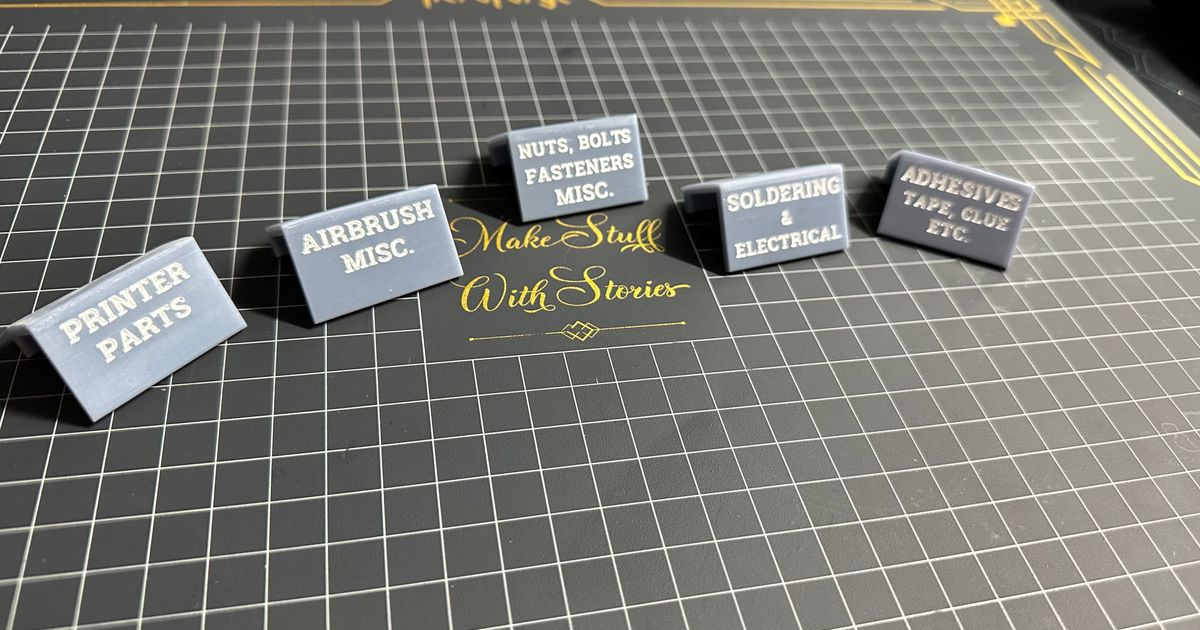 PRINTER
PARTS
AIRBRUSH
MISC.
NUTS, BOLTS
FASTENERS
MISC.
SOLDERING
&
ELECTRICAL
ADHESIVES
TAPE, GLUE
ETC.
Make Stuff
With Stories